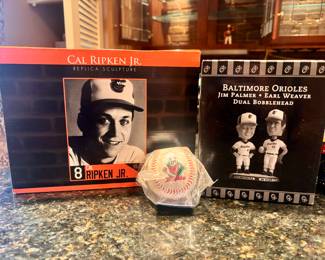 CAL RIPKEN JR.
REPLICA SCULPTURE
8 RIPKEN JR.
BALTIMORE ORIOLES
JIM PALMER • EARL WEAVER
DUAL BOBBLEHEAD